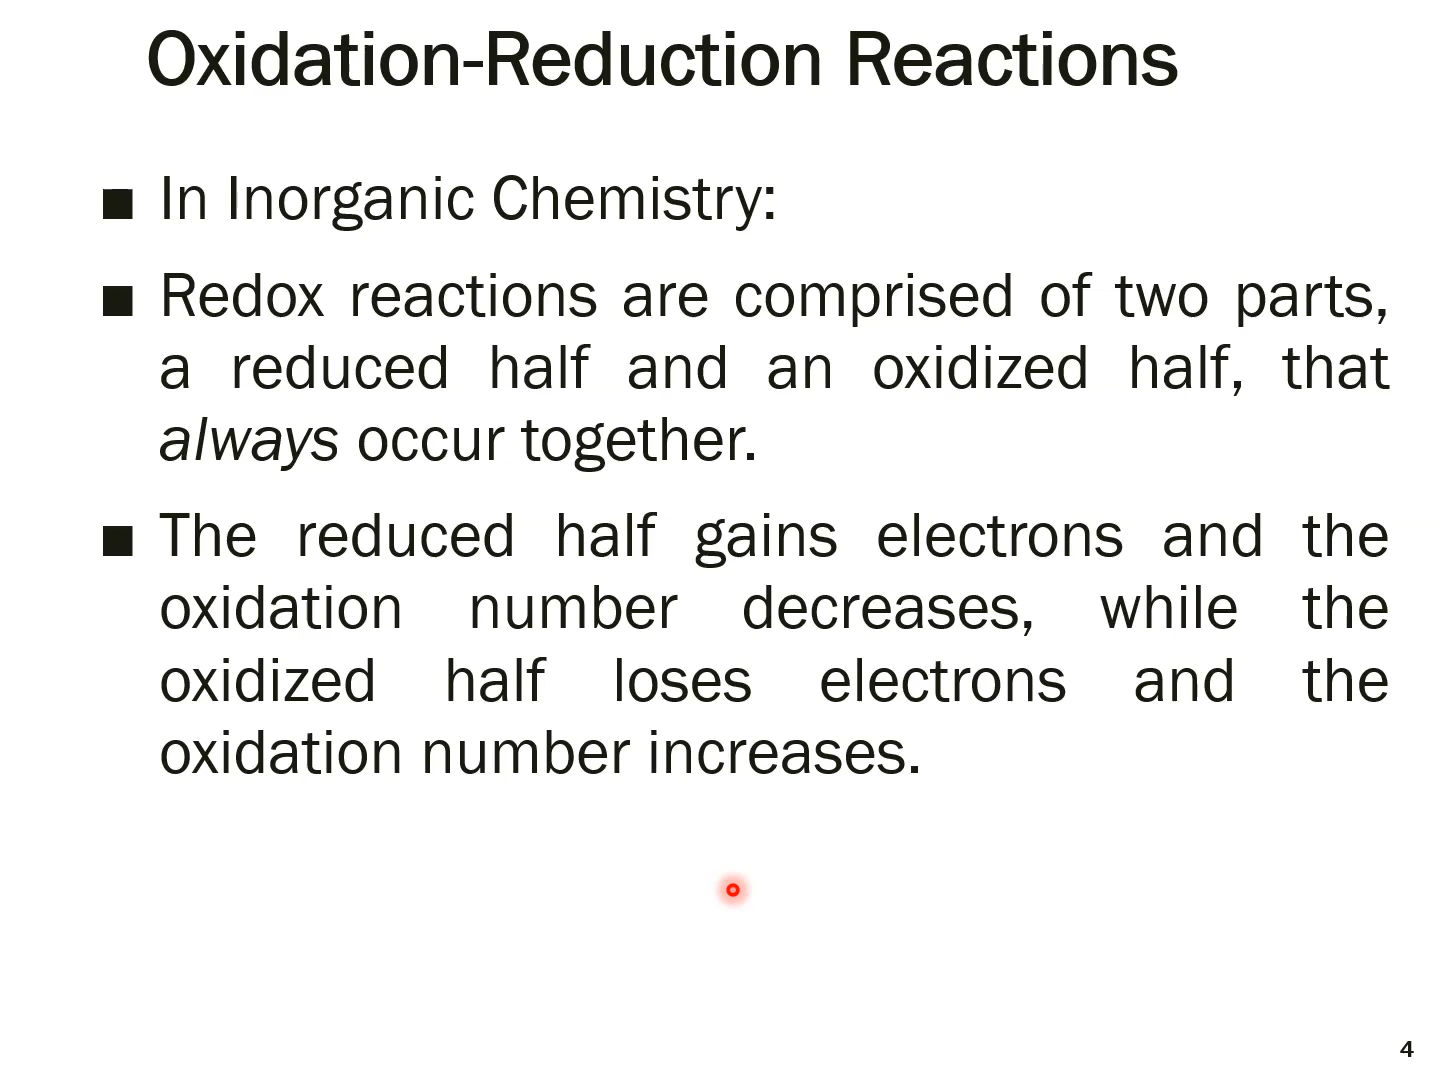 Oxidation-Reduction Reactions
■ In Inorganic Chemistry:
■ Redox reactions are comprised of two parts,
a reduced half and an oxidized half, that
always occur together.
■ The reduced half gains electrons and the
oxidation number decreases, while the
oxidized half loses electrons and the
oxidation number increases.
4